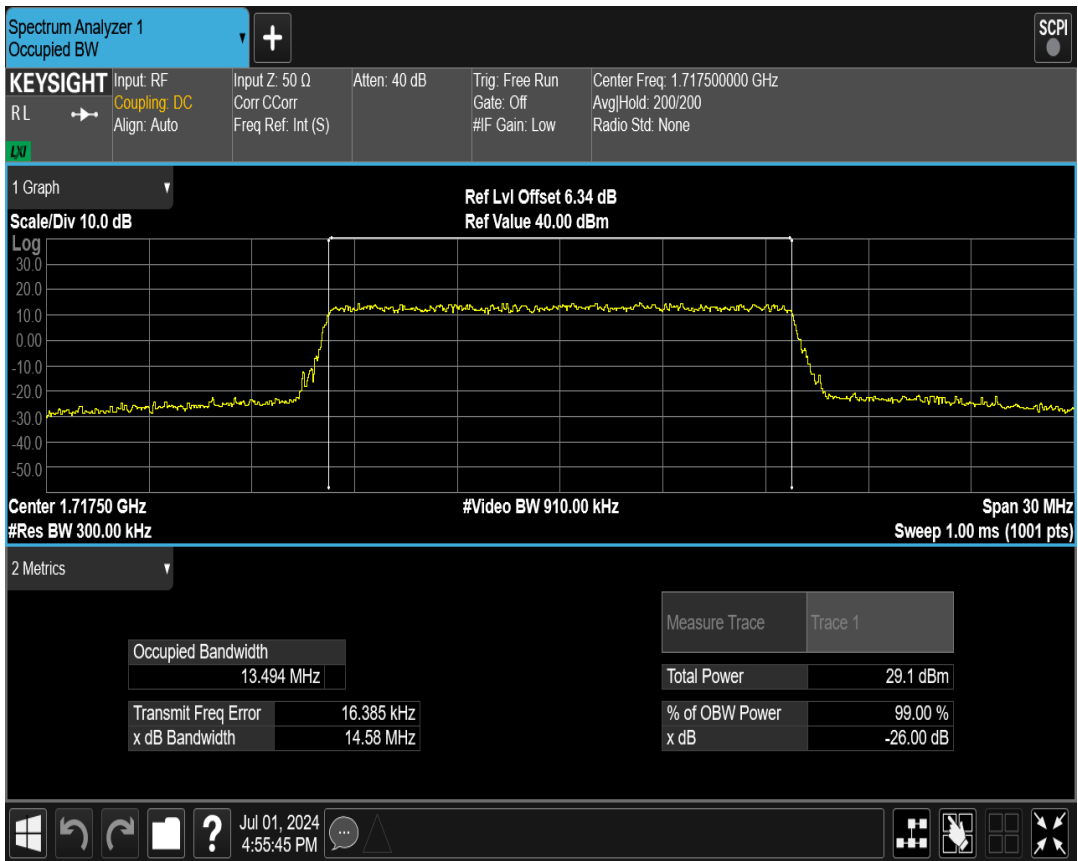 Spectrum Analyzer 1
Occupied BW
+
SCPI
KEYSIGHT
RL
LXI
Input: RF
Coupling: DC
Align: Auto
Input Z: 50 Ω
Corr CCorr
Freq Ref: Int (S)
Atten: 40 dB
Trig: Free Run
Gate: Off
#IF Gain: Low
Center Freq: 1.717500000 GHz
Avg|Hold: 200/200
Radio Std: None
1 Graph
Scale/Div 10.0 dB
Ref Lvl Offset 6.34 dB
Ref Value 40.00 dBm
Log
30.0
20.0
10.0
0.00
-10.0
-20.0
-30.0
-40.0
-50.0
Center 1.71750 GHz
#Res BW 300.00 kHz
#Video BW 910.00 kHz
Span 30 MHz
Sweep 1.00 ms (1001 pts)
2 Metrics
Occupied Bandwidth
13.494 MHz
Transmit Freq Error 16.385 kHz
x dB Bandwidth 14.58 MHz
Measure Trace Trace 1
Total Power 29.1 dBm
% of OBW Power 99.00 %
x dB -26.00 dB
?
Jul 01, 2024
4:55:45 PM